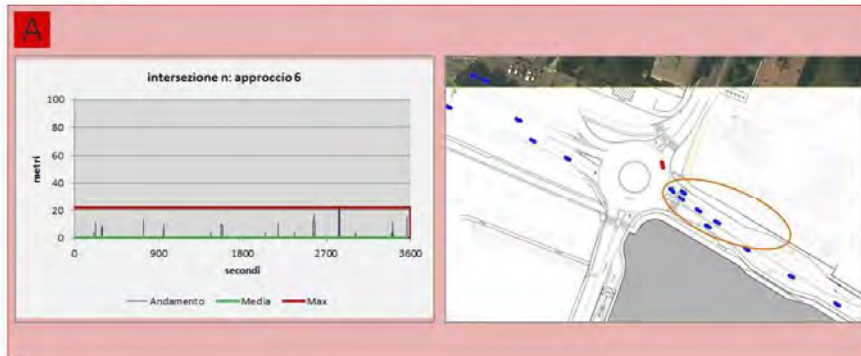 A
intersezione n: approccio 6
100
80
60
40
20
0
metri
0 900 1800 2700 3600
secondi
Andamento Media Max